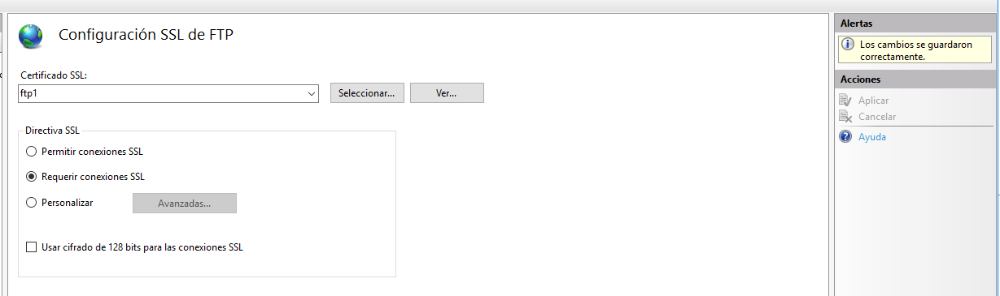 Configuración SSL de FTP
Certificado SSL:
ftp1
Seleccionar...
Ver...
Directiva SSL
Permitir conexiones SSL
Requerir conexiones SSL
Personalizar
Avanzadas...
Usar cifrado de 128 bits para las conexiones SSL
Alertas
Los cambios se guardaron
correctamente.
Acciones
Aplicar
Cancelar
Ayuda